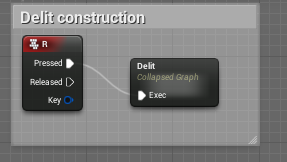 Delit construction
R
Pressed
Released
Key
Delit
Collapsed Graph
Exec